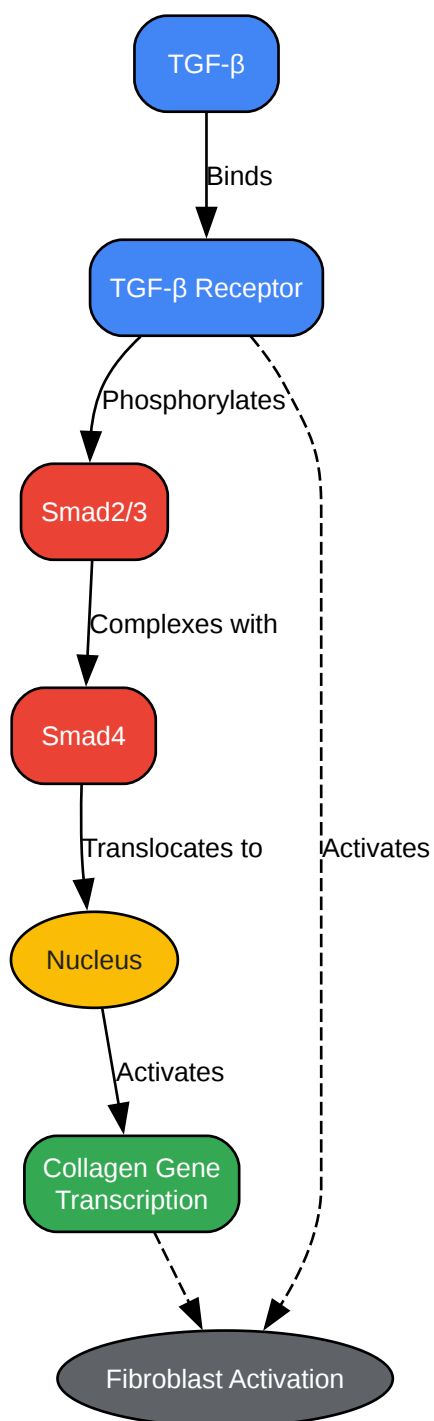 TGF-β
Binds
TGF-β Receptor
Phosphorylates
Smad2/3
Complexes with
Smad4
Translocates to
Activates
Nucleus
Activates
Collagen Gene
Transcription
Fibroblast Activation